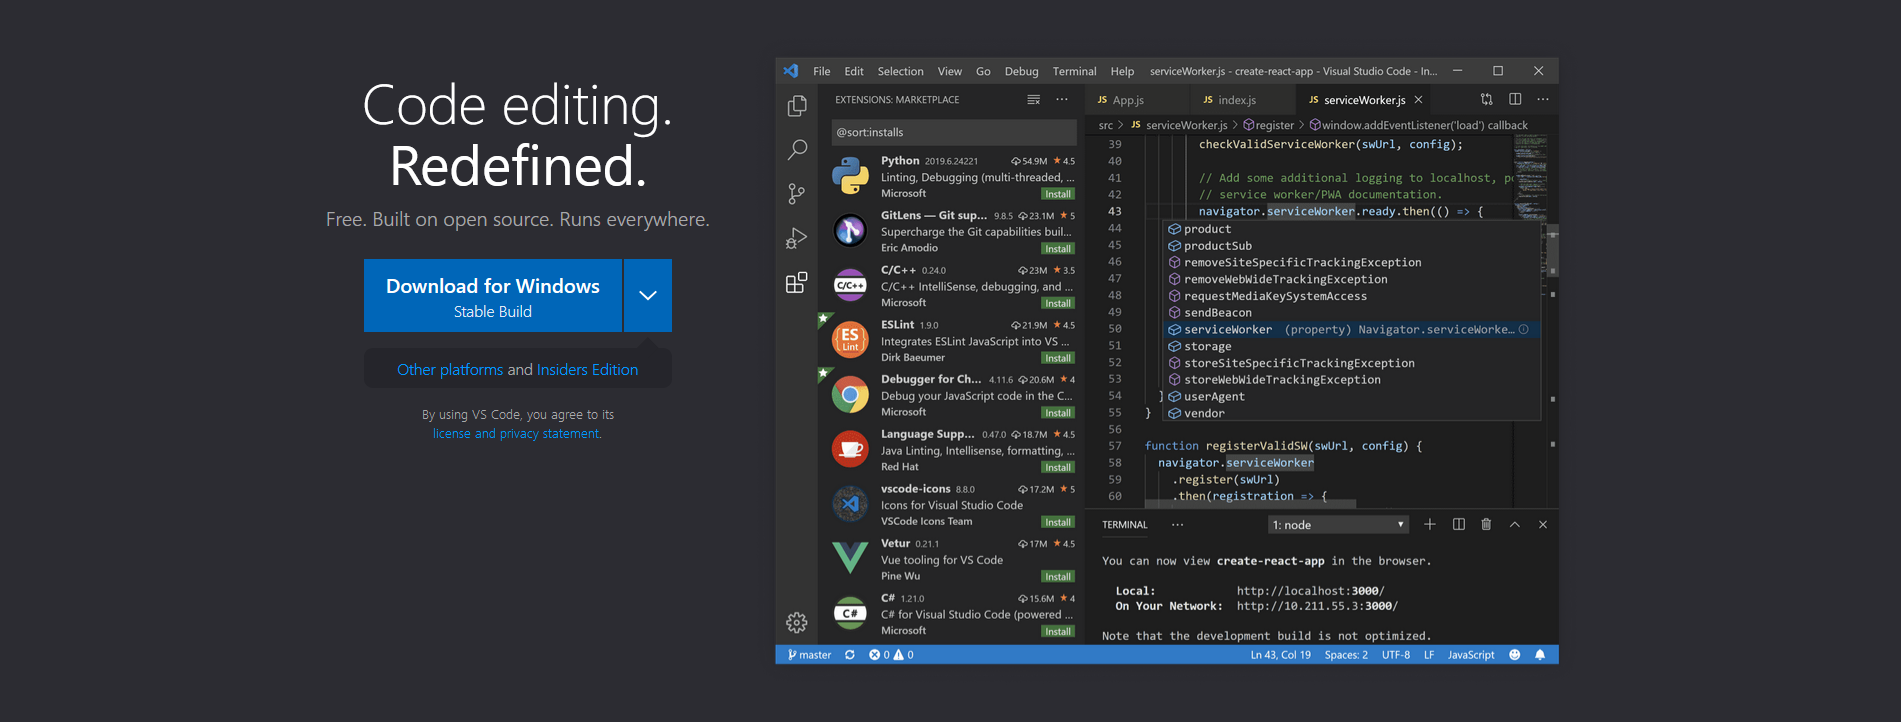 Code editing.
Redefined.
Free. Built on open source. Runs everywhere.
Download for Windows
Stable Build
Other platforms and Insiders Edition
By using VS Code, you agree to its
license and privacy statement.
File Edit Selection View Go Debug Terminal Help serviceWorker.js - create-react-app - Visual Studio Code - In...
EXTENSIONS: MARKETPLACE
@sort:installs
Python 2019.6.24221 54.9M ★ 4.5
Linting, Debugging (multi-threaded, ...
Microsoft Install
GitLens — Git sup... 9.8.5 23.1M ★ 5
Supercharge the Git capabilities buil...
Eric Amodio Install
C/C++
C/C++ 0.24.0 23M ★ 3.5
C/C++ IntelliSense, debugging, and ...
Microsoft Install
ES
Lint
ESLint 1.9.0 21.9M ★ 4.5
Integrates ESLint JavaScript into VS ...
Dirk Baeumer Install
Debugger for Ch... 4.11.6 20.6M ★ 4
Debug your JavaScript code in the C...
Microsoft Install
Language Supp... 0.47.0 18.7M ★ 4.5
Java Linting, Intellisense, formatting, ...
Red Hat Install
vscode-icons 8.8.0 17.2M ★ 5
Icons for Visual Studio Code
VSCode Icons Team Install
Vetur 0.21.1 17M ★ 4.5
Vue tooling for VS Code
Pine Wu Install
C#
C# 1.21.0 15.6M ★ 4
C# for Visual Studio Code (powered ...
Microsoft Install
JS App.js JS index.js JS serviceWorker.js
src > JS serviceWorker.js > register > window.addEventListener('load') callback
39 checkValidServiceWorker(swUrl, config);
40
41 // Add some additional logging to localhost, po
42 // service worker/PWA documentation.
43 navigator.serviceWorker.ready.then(() => {
44 product
45 productSub
46 removeSiteSpecificTrackingException
47 removeWebWideTrackingException
48 requestMediaKeySystemAccess
49 sendBeacon
50 serviceWorker (property) Navigator.serviceWorke...
51 storage
52 storeSiteSpecificTrackingException
53 storeWebWideTrackingException
54 } userAgent
55 } vendor
56
57 function registerValidSW(swUrl, config) {
58 navigator.serviceWorker
59 .register(swUrl)
60 .then(registration => {
TERMINAL ... 1: node
You can now view create-react-app in the browser.
Local: http://localhost:3000/
On Your Network: http://10.211.55.3:3000/
Note that the development build is not optimized.
master 0 0 Ln 43, Col 19 Spaces: 2 UTF-8 LF JavaScript